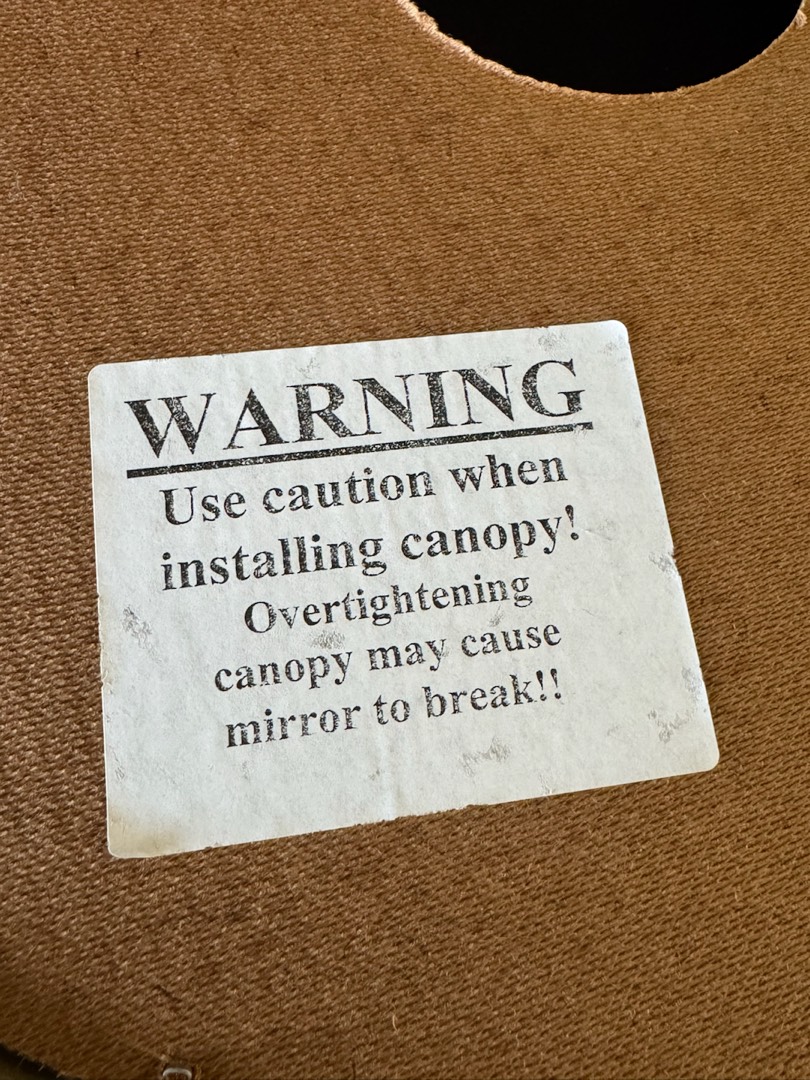 WARNING
Use caution when
installing canopy!
Overtightening
canopy may cause
mirror to break!!